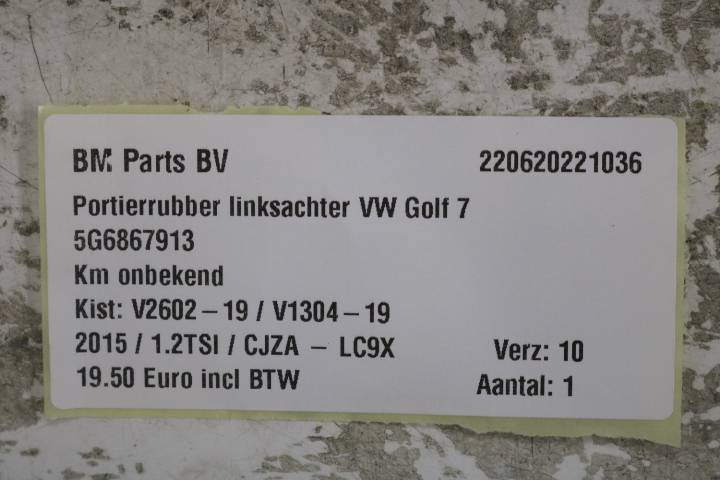 BM Parts BV 220620221036
Portierrubber linksachter VW Golf 7
5G6867913
Km onbekend
Kist: V2602 - 19 / V1304 - 19
2015 / 1.2TSI / CJZA - LC9X Verz: 10
19.50 Euro incl BTW Aantal: 1